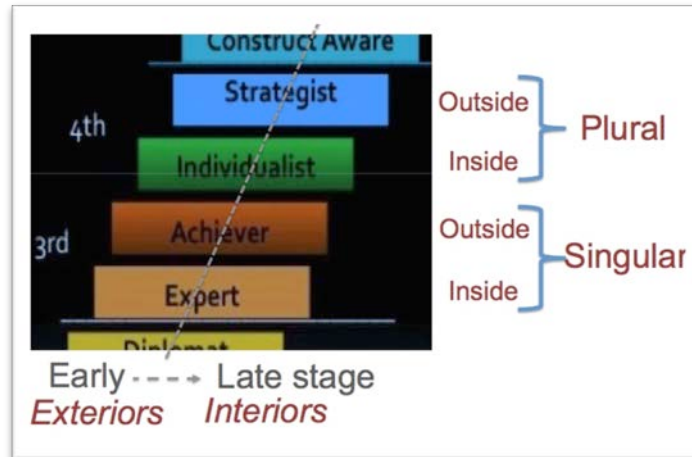 Construct Aware
Strategist
Outside
4th
Plural
Individualist
Inside
Achiever
Outside
3rd
Singular
Expert
Inside
Diplomat
Early Late stage
Exteriors Interiors